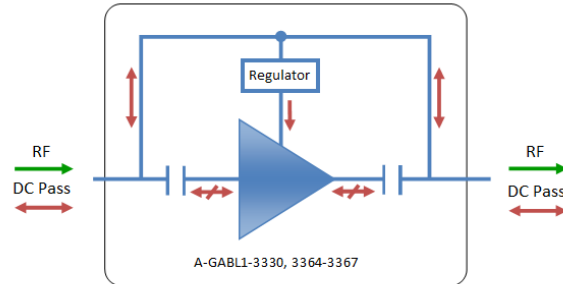 Regulator
RF
DC Pass
RF
DC Pass
A-GABL1-3330, 3364-3367